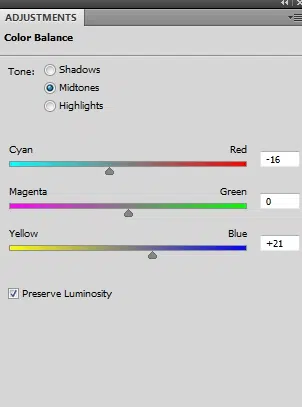 ADJUSTMENTS
Color Balance
Tone: Shadows
Midtones
Highlights
Cyan Red -16
Magenta Green 0
Yellow Blue +21
Preserve Luminosity